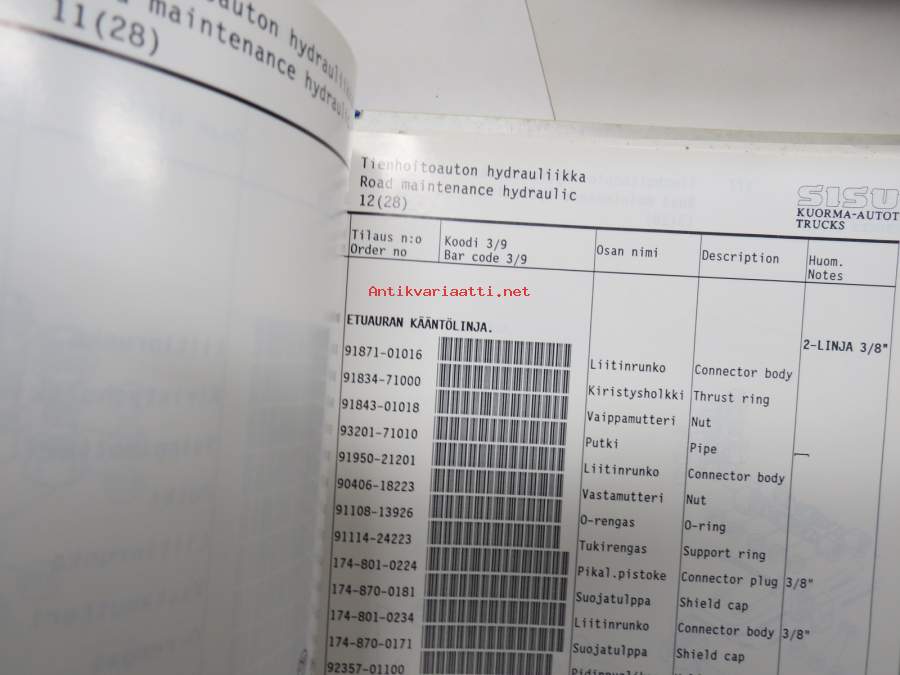 maintenance
11(28)
Tienhoitoauton hydrauliikka
Road maintenance hydraulic
12(28)
SISU
KUORMA-AUTOT
TRUCKS
Tilaus n:o Koodi 3/9 Osan nimi Description Huom.
Order no Bar code 3/9 Notes
Antikvariaatti.net
ETUAURAN KÄÄNTÖLINJA. 2-LINJA 3/8"
91871-01016 Liitinrunko Connector body
91834-71000 Kiristysholkki Thrust ring
91843-01018 Vaippamutteri Nut
93201-71010 Putki Pipe
91950-21201 Liitinrunko Connector body
90406-18223 Vastamutteri Nut
91108-13926 O-rengas O-ring
91114-24223 Tukirengas Support ring
174-801-0224 Pikal.pistoke Connector plug 3/8"
174-870-0181 Suojatulppa Shield cap
174-801-0234 Liitinrunko Connector body 3/8"
174-870-0171 Suojatulppa Shield cap
92357-01100